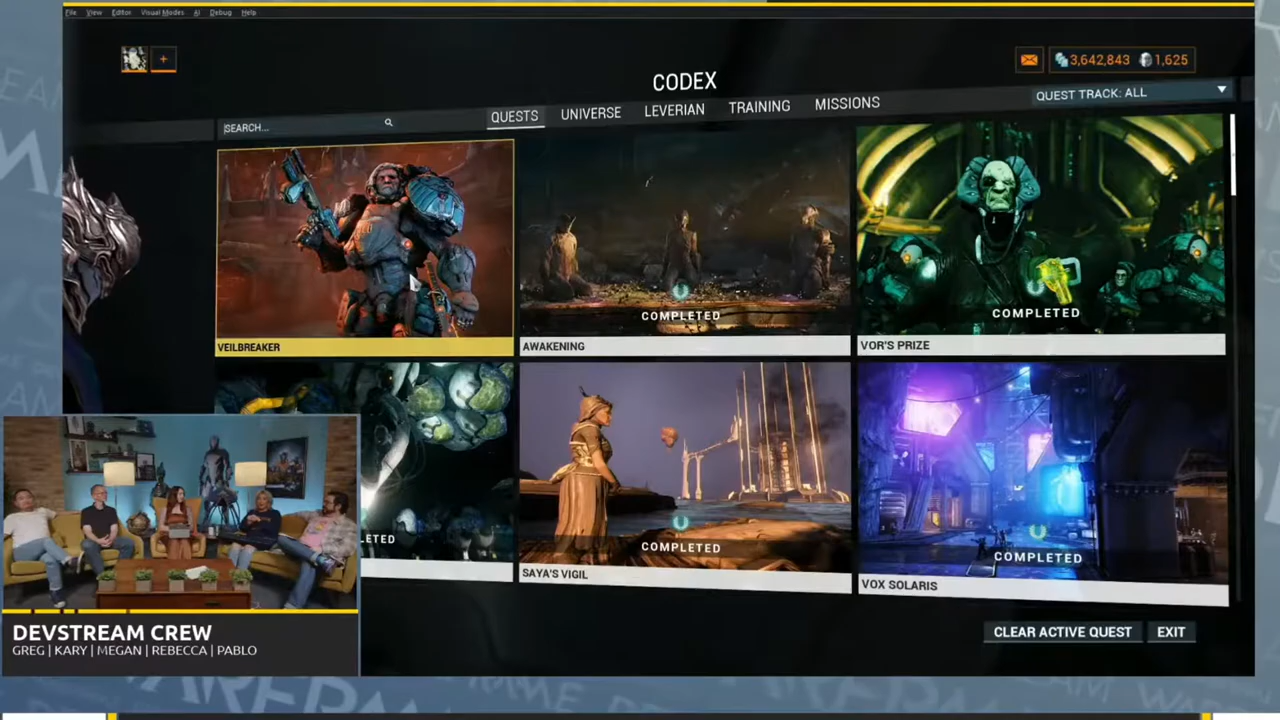 File View Editor Visual Modes AI Debug Help
3,642,843 1,625
CODEX
QUEST TRACK: ALL
SEARCH...
QUESTS UNIVERSE LEVERIAN TRAINING MISSIONS
COMPLETED
COMPLETED
VEILBREAKER
AWAKENING
VOR'S PRIZE
LETED
COMPLETED
COMPLETED
SAYA'S VIGIL
VOX SOLARIS
DEVSTREAM CREW
GREG | KARY | MEGAN | REBECCA | PABLO
CLEAR ACTIVE QUEST
EXIT